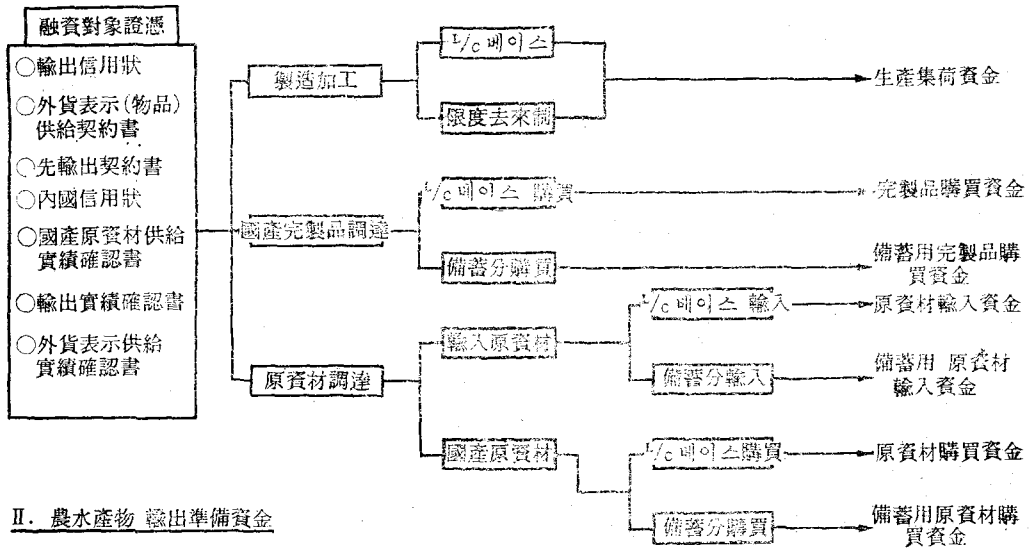 融資對象證憑
○輸出信用狀
○外貨表示(物品)
供給契約書
○先輸出契約書
○內國信用狀
○國產原資材供給
實績確認書
○輸出實績確認書
○外貨表示供給
實績確認書
製造加工
L/c 베이스
限度去來制
生產集荷資金
國產完製品調達
L/c 베이스 購買
完製品購買資金
備蓄分購買
備蓄用完製品購
買資金
原資材調達
輸入原資材
L/c 베이스 輸入
原資材輸入資金
備蓄分輸入
備蓄用 原資材
輸入資金
國產原資材
L/c 베이스購買
原資材購買資金
備蓄分購買
備蓄用原資材購
買資金
Ⅱ. 農水產物 輸出準備資金